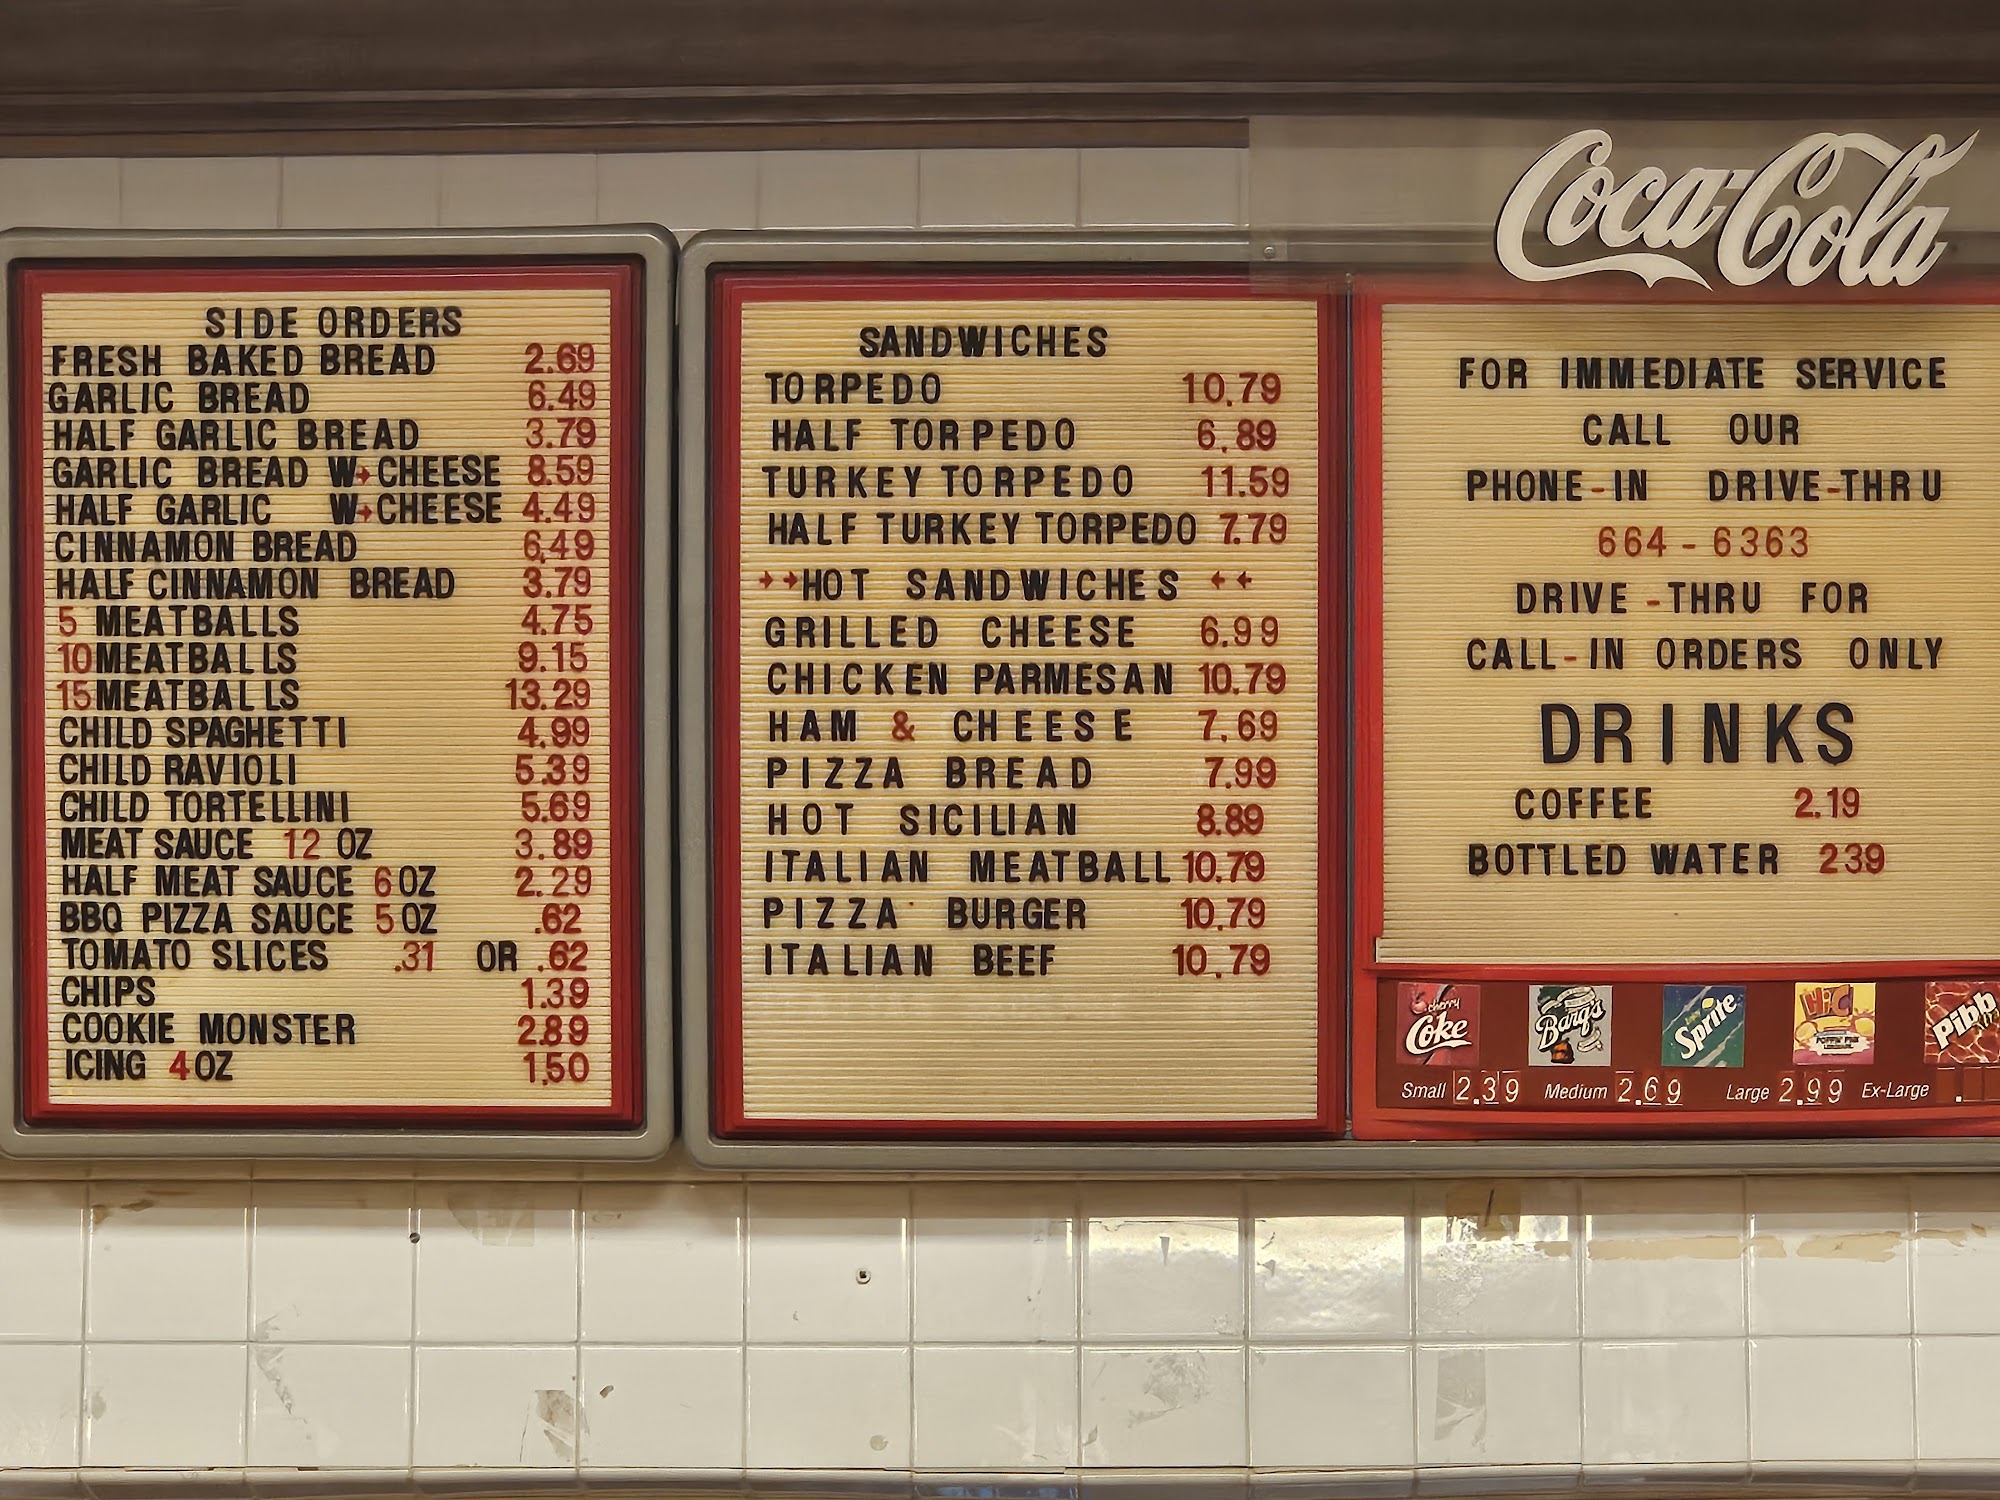 SIDE ORDERS
FRESH BAKED BREAD 2.69
GARLIC BREAD 6.49
HALF GARLIC BREAD 3.79
GARLIC BREAD W→CHEESE 8.59
HALF GARLIC W→CHEESE 4.49
CINNAMON BREAD 6.49
HALF CINNAMON BREAD 3.79
5 MEATBALLS 4.75
10 MEATBALLS 9.15
15 MEATBALLS 13.29
CHILD SPAGHETTI 4.99
CHILD RAVIOLI 5.39
CHILD TORTELLINI 5.69
MEAT SAUCE 12 OZ 3.89
HALF MEAT SAUCE 6 OZ 2.29
BBQ PIZZA SAUCE 5 OZ .62
TOMATO SLICES .31 OR .62
CHIPS 1.39
COOKIE MONSTER 2.89
ICING 4 OZ 1.50
SANDWICHES
TORPEDO 10.79
HALF TORPEDO 6.89
TURKEY TORPEDO 11.59
HALF TURKEY TORPEDO 7.79
→→HOT SANDWICHES ←←
GRILLED CHEESE 6.99
CHICKEN PARMESAN 10.79
HAM & CHEESE 7.69
PIZZA BREAD 7.99
HOT SICILIAN 8.89
ITALIAN MEATBALL 10.79
PIZZA BURGER 10.79
ITALIAN BEEF 10.79
Coca-Cola
FOR IMMEDIATE SERVICE
CALL OUR
PHONE-IN DRIVE-THRU
664-6363
DRIVE-THRU FOR
CALL-IN ORDERS ONLY
DRINKS
COFFEE 2.19
BOTTLED WATER 239
cherry Coke Barq's Sprite Hi-C Pibb
Small 2.39 Medium 2.69 Large 2.99 Ex-Large .